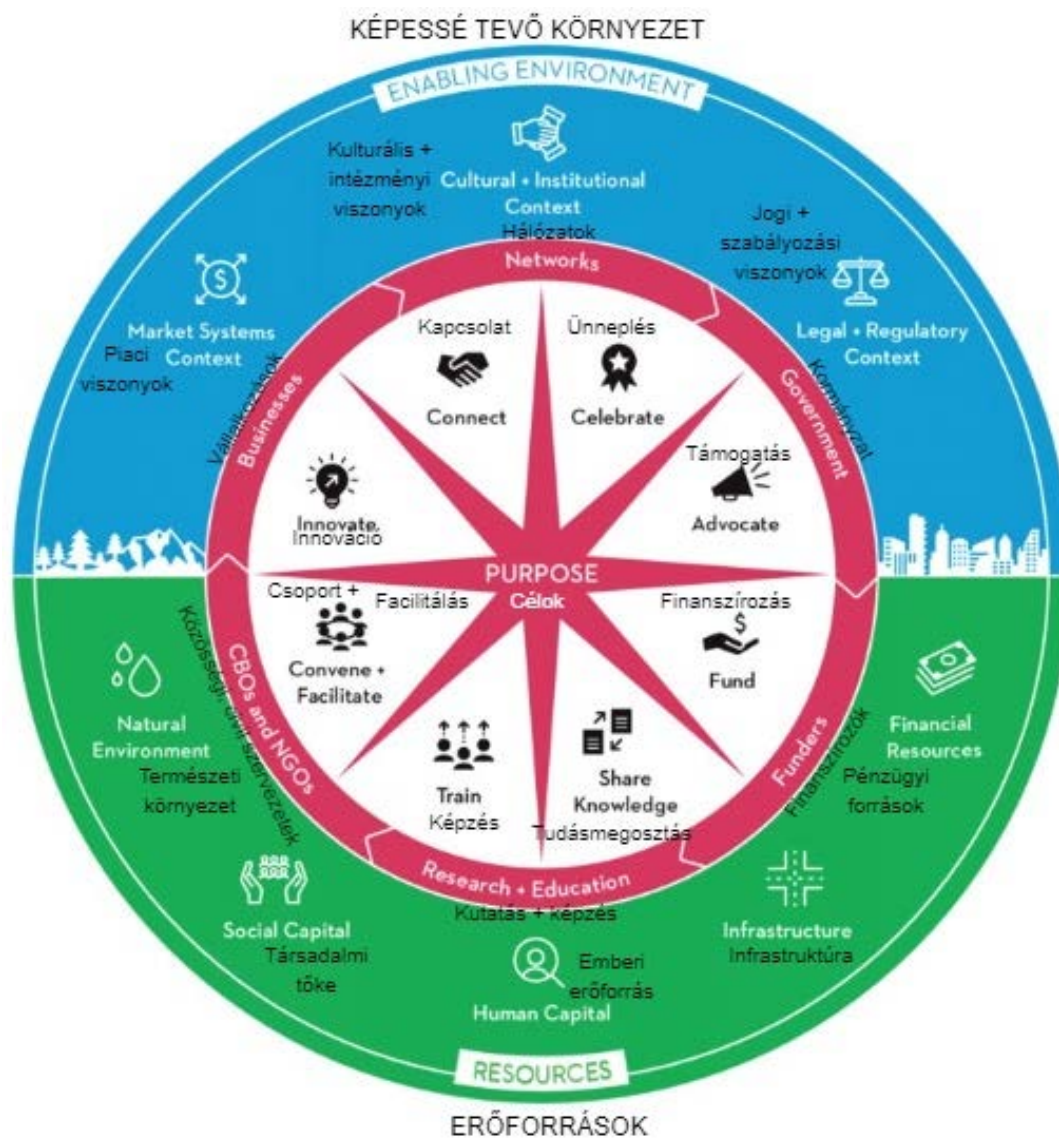 KÉPESSÉ TEVŐ KÖRNYEZET
ENABLING ENVIRONMENT
Kulturális +
intézményi
viszonyok
Cultural + Institutional
Context
Hálózatok
Networks
Jogi +
szabályozási
viszonyok
Legal + Regulatory
Context
Market Systems
Context
Piaci
viszonyok
Vállalkozások
Businesses
Kormányzat
Government
Kapcsolat
Connect
Ünneplés
Celebrate
Támogatás
Advocate
Innovate
Innováció
PURPOSE
Célok
Csoport +
Facilitálás
Convene +
Facilitate
Finanszírozás
Fund
Train
Képzés
Share
Knowledge
Tudásmegosztás
CBOs and NGOs
Közösségi, civil szervezetek
Funders
Finanszírozók
Research + Education
Kutatás + képzés
Natural
Environment
Természeti
környezet
Financial
Resources
Pénzügyi
források
Social Capital
Társadalmi
tőke
Infrastructure
Infrastruktúra
Emberi
erőforrás
Human Capital
RESOURCES
ERŐFORRÁSOK